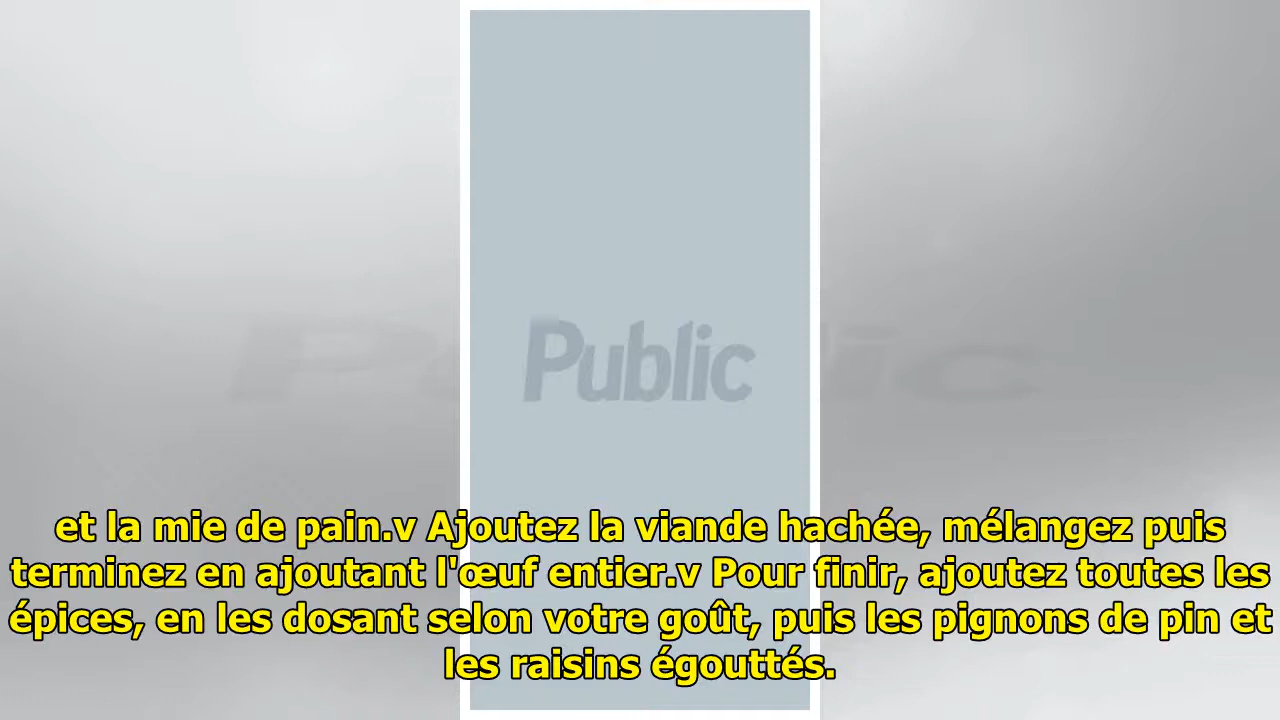 Public
Public
et la mie de pain.v Ajoutez la viande hachée, mélangez puis
terminez en ajoutant l'œuf entier.v Pour finir, ajoutez toutes les
épices, en les dosant selon votre goût, puis les pignons de pin et
les raisins égouttés.